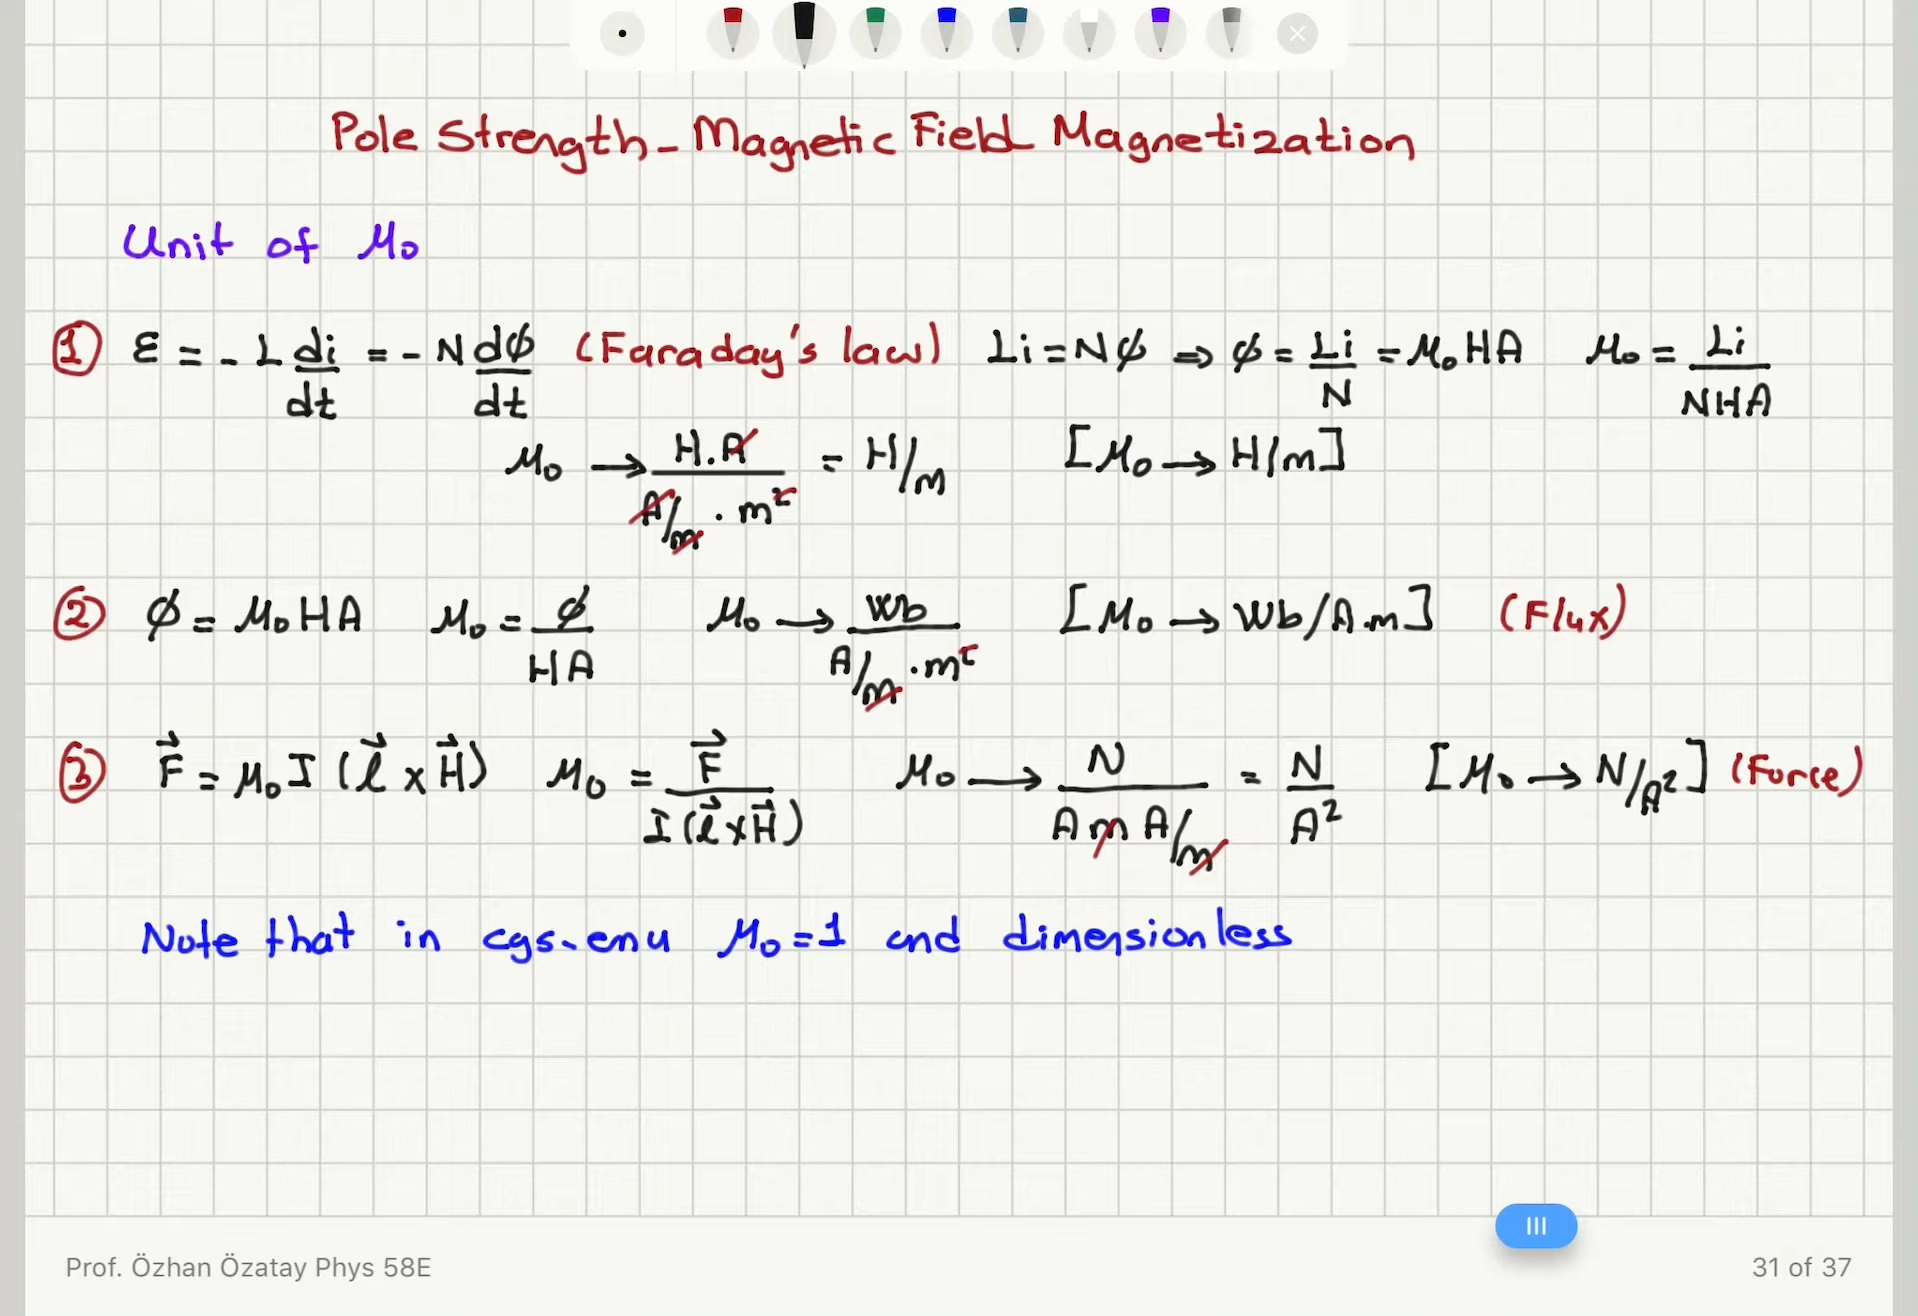 Pole Strength - Magnetic Field Magnetization
Unit of μ₀
① ε = - L di/dt = - N dϕ/dt (Faraday's law) Li = Nϕ ⇒ ϕ = Li/N = μ₀HA μ₀ = Li/NHA
μ₀ → H.A / A/m . m² = H/m [μ₀ → H/m]
② ϕ = μ₀HA μ₀ = ϕ/HA μ₀ → Wb / A/m . m² [μ₀ → Wb/A.m] (Flux)
③ F⃗ = μ₀I (l⃗ x H⃗) μ₀ = F⃗ / I(l⃗ x H⃗) μ₀ → N / A m A/m = N/A² [μ₀ → N/A²] (Force)
Note that in cgs-emu μ₀=1 and dimensionless
Prof. Özhan Özatay Phys 58E
31 of 37